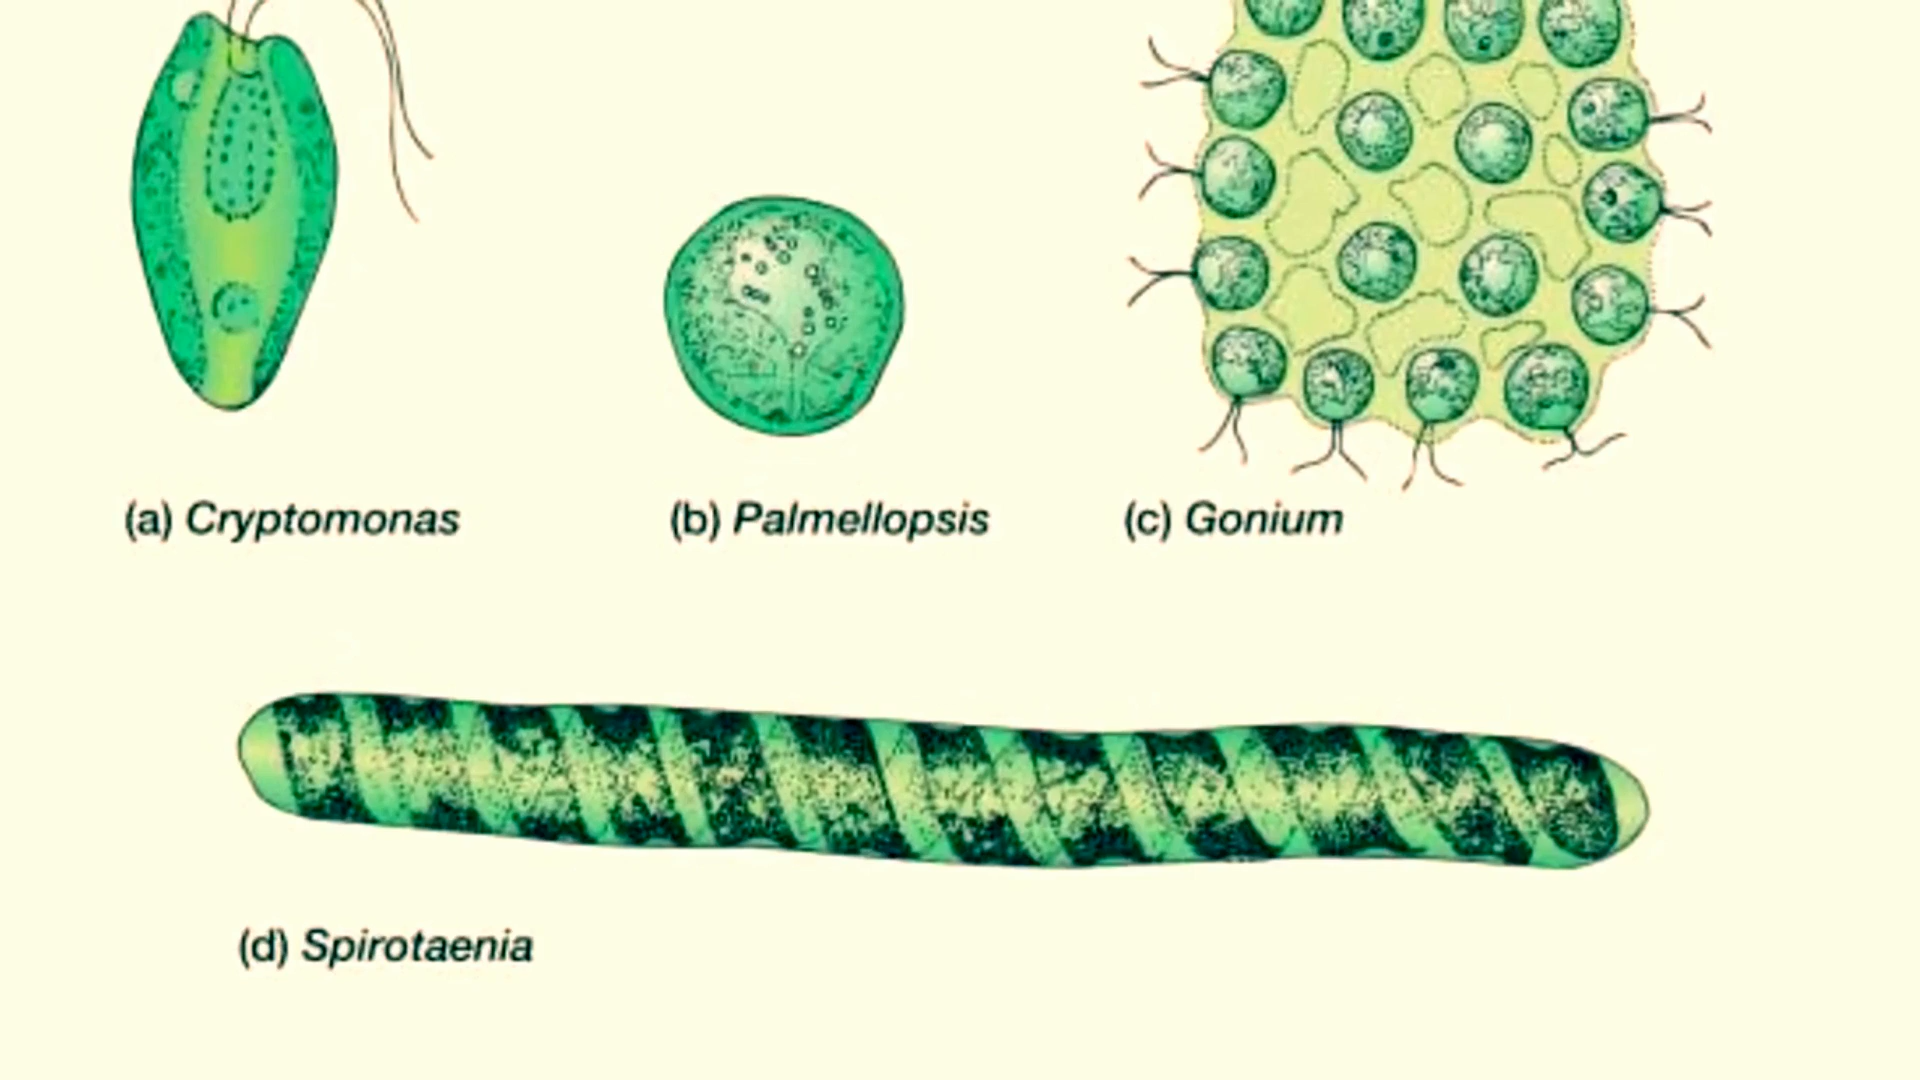 (a) Cryptomonas
(b) Palmellopsis
(c) Gonium
(d) Spirotaenia